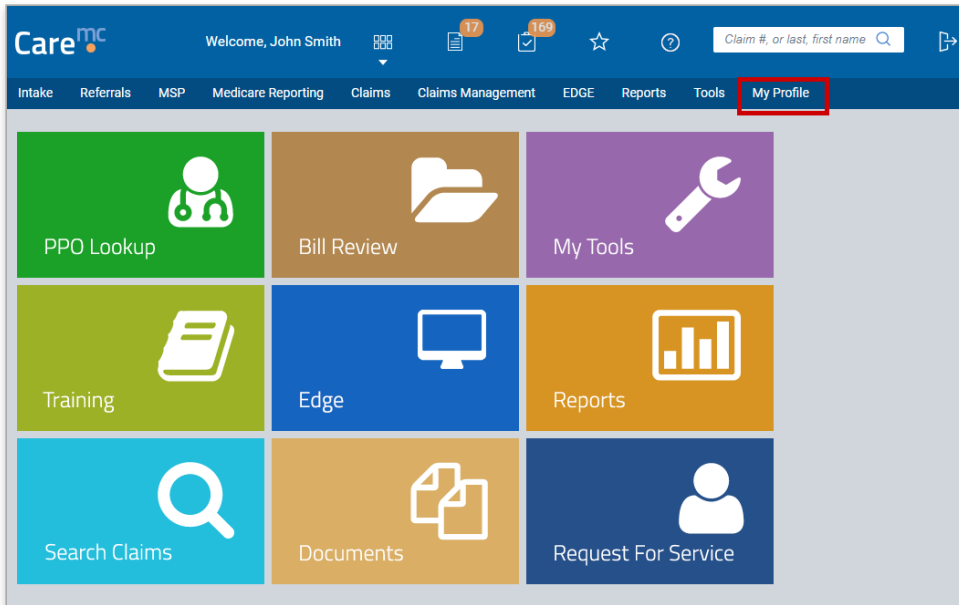 Care mc
Welcome, John Smith
17
169
?
Claim #, or last, first name
Intake Referrals MSP Medicare Reporting Claims Claims Management EDGE Reports Tools My Profile
PPO Lookup
Bill Review
My Tools
Training
Edge
Reports
Search Claims
Documents
Request For Service